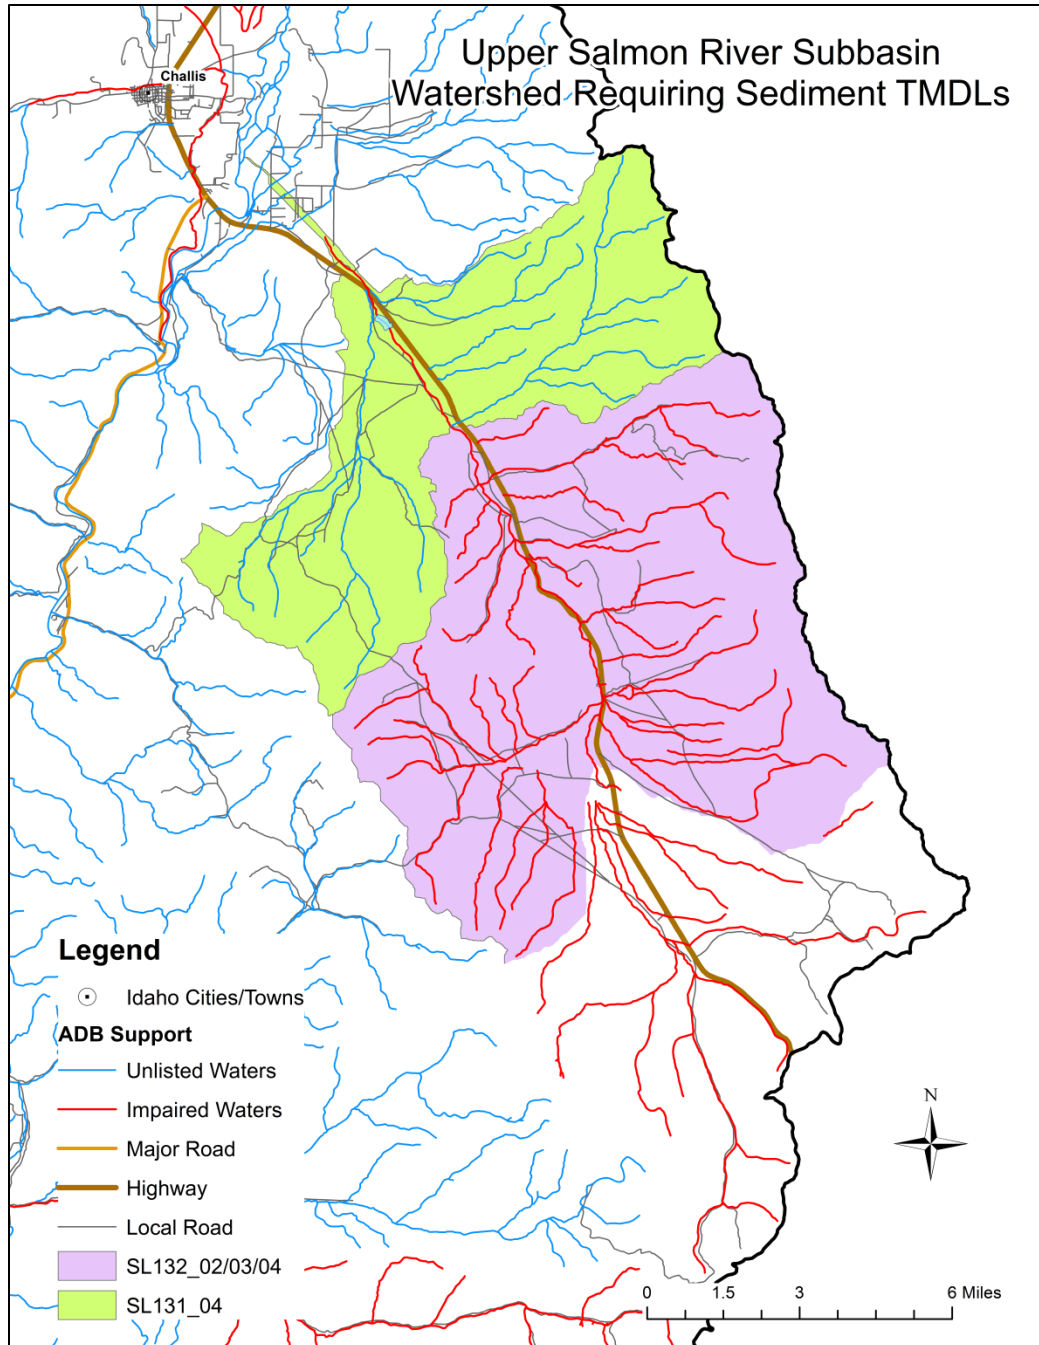 Upper Salmon River Subbasin
Watershed Requiring Sediment TMDLs
Challis
Legend
Idaho Cities/Towns
ADB Support
Unlisted Waters
Impaired Waters
Major Road
Highway
Local Road
SL132_02/03/04
SL131_04
N
0 1.5 3 6 Miles